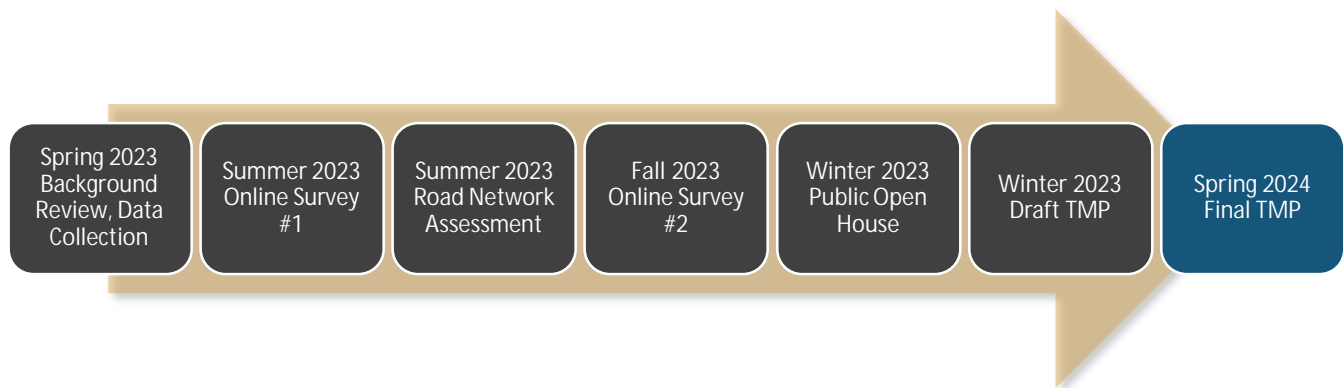 Spring 2023
Background
Review, Data
Collection
Summer 2023
Online Survey
#1
Summer 2023
Road Network
Assessment
Fall 2023
Online Survey
#2
Winter 2023
Public Open
House
Winter 2023
Draft TMP
Spring 2024
Final TMP